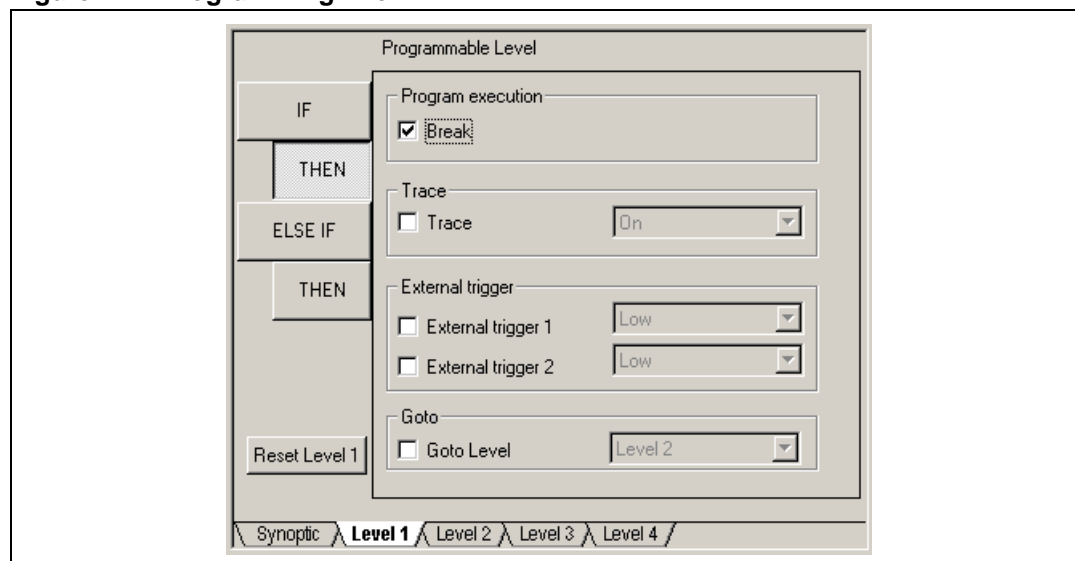 Programmable Level
IF
THEN
ELSE IF
THEN
Reset Level 1
Program execution
Break
Trace
Trace On
External trigger
External trigger 1 Low
External trigger 2 Low
Goto
Goto Level Level 2
Synoptic Level 1 Level 2 Level 3 Level 4